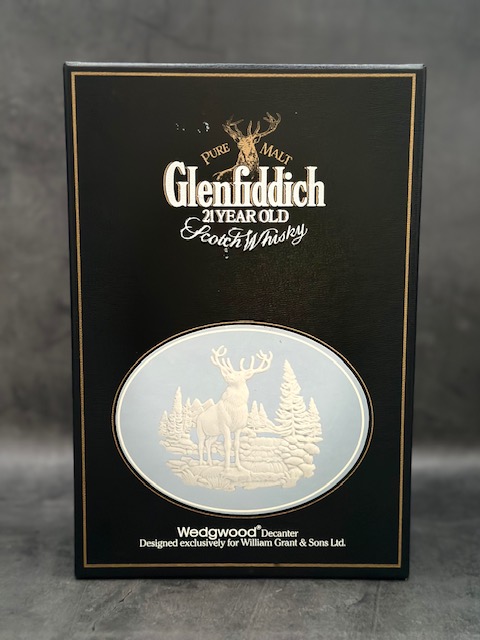 PURE MALT
Glenfiddich
21 YEAR OLD
Scotch Whisky
Wedgwood® Decanter
Designed exclusively for William Grant & Sons Ltd.